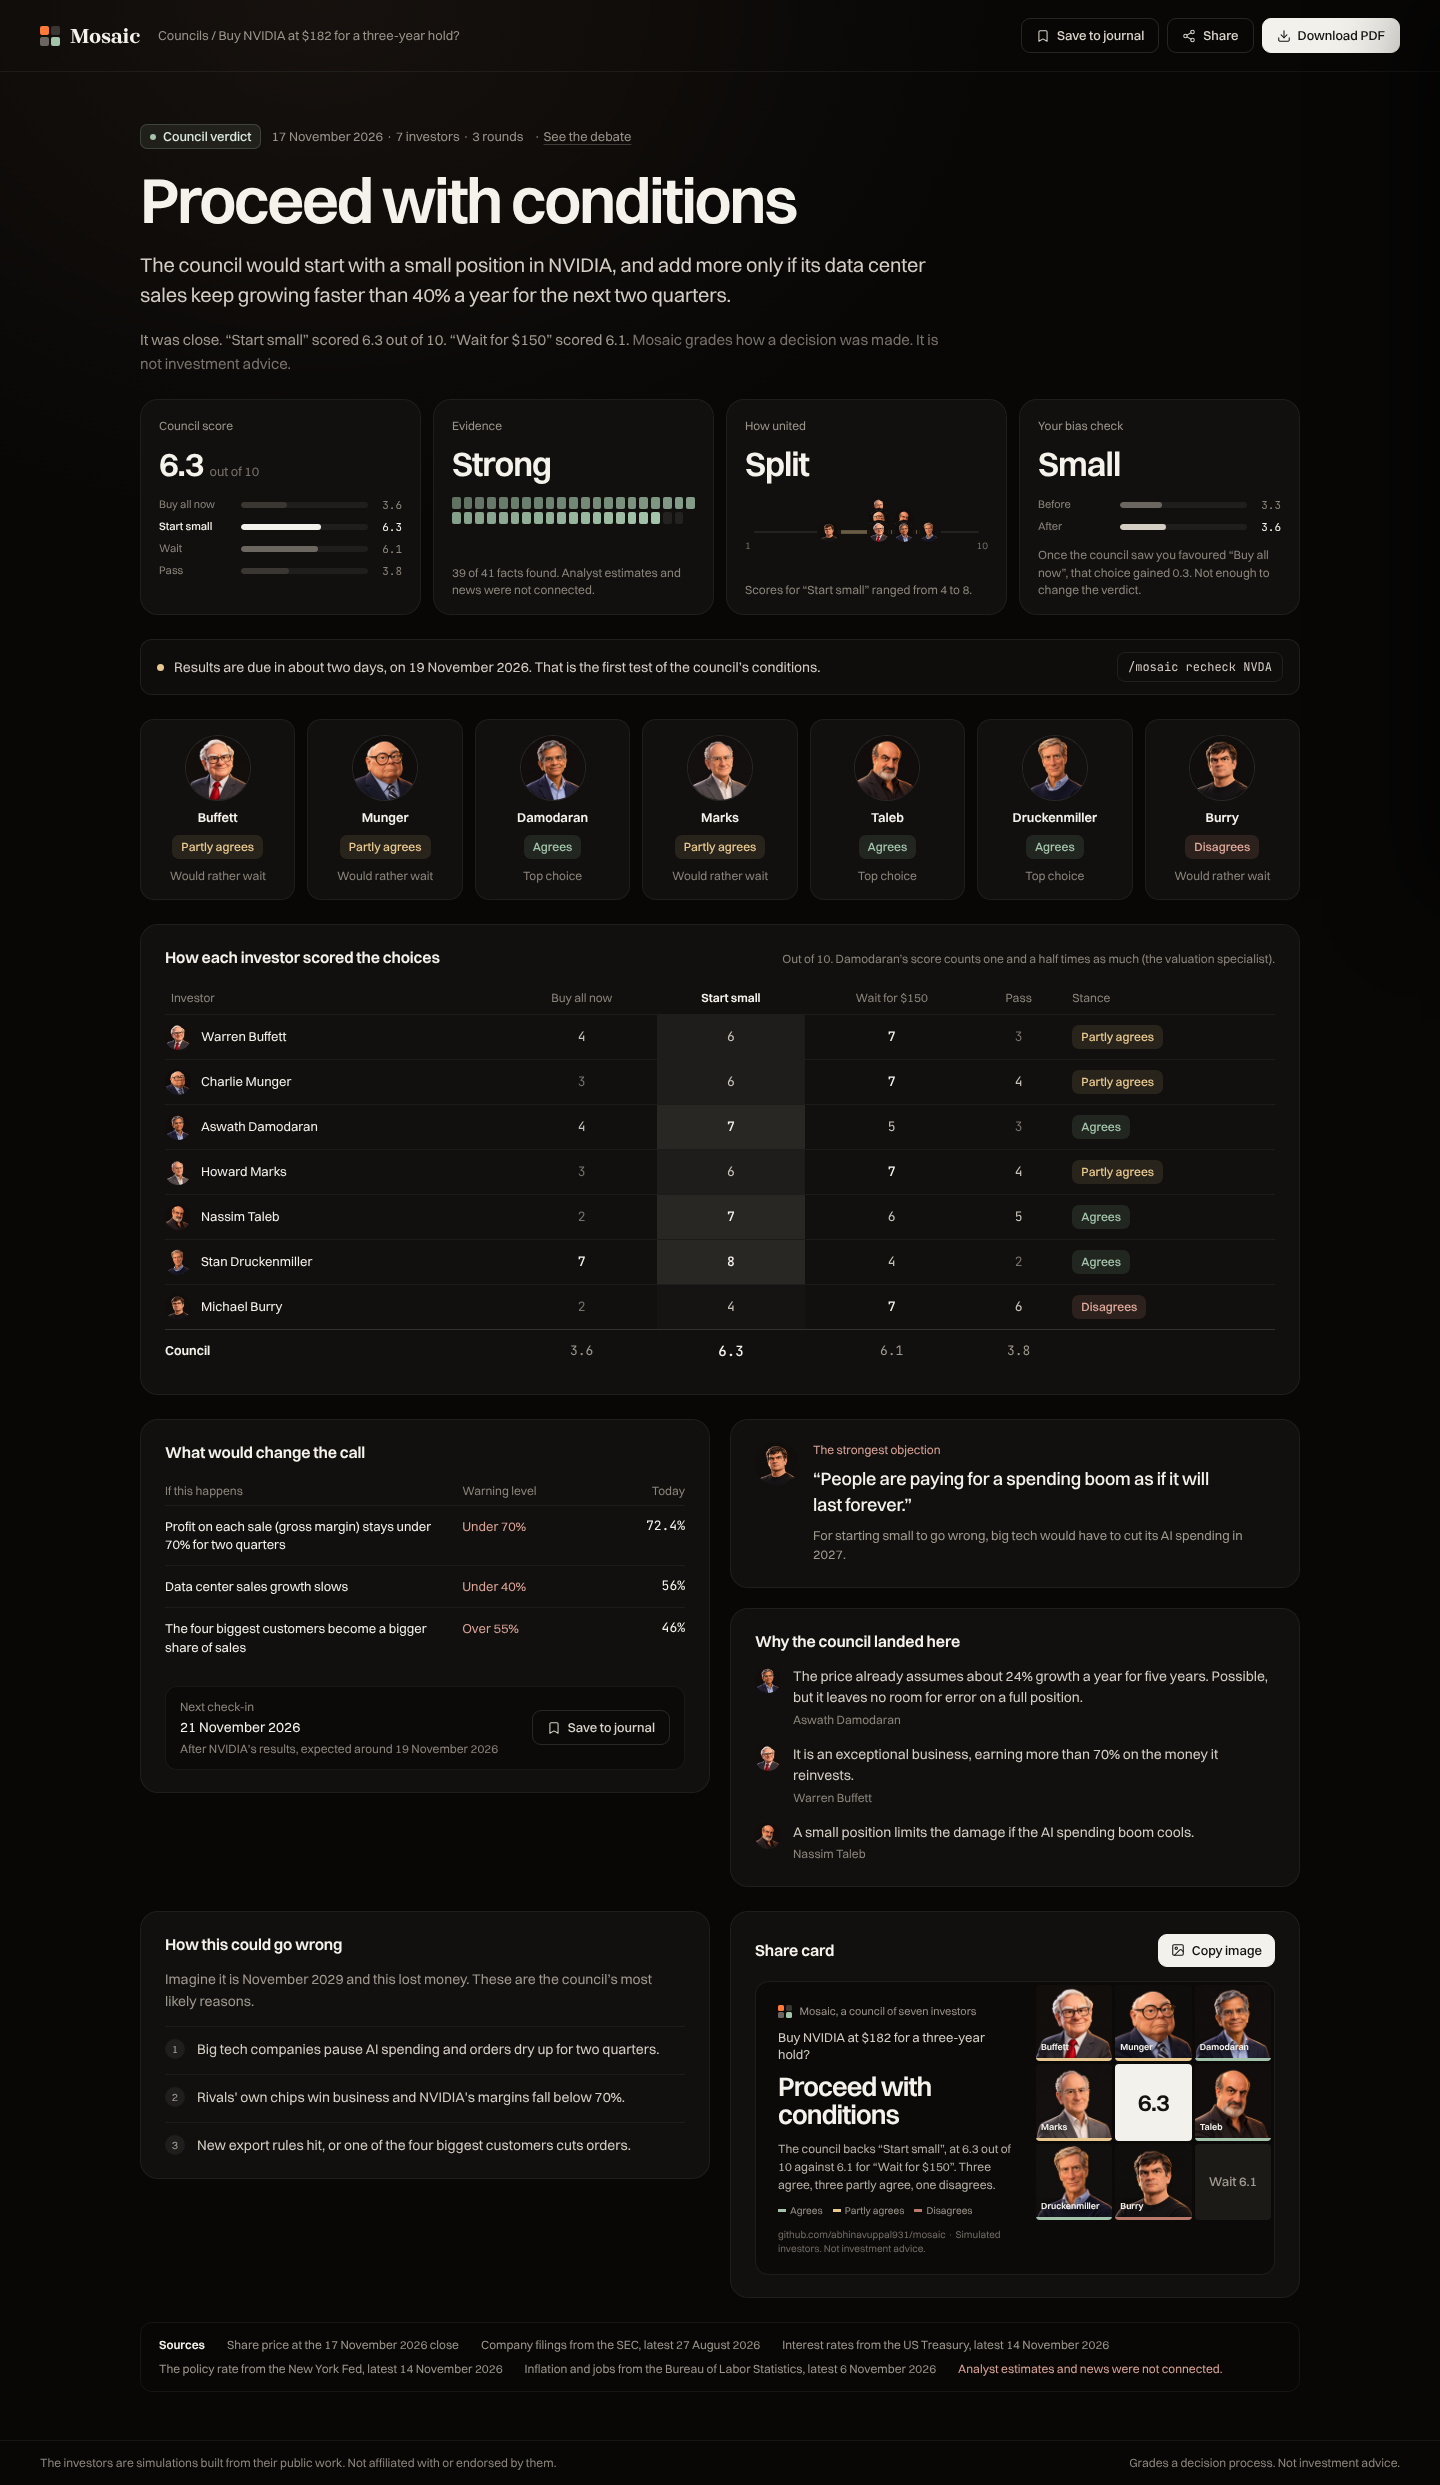 Mosaic
Councils / Buy NVIDIA at $182 for a three-year hold?
Save to journal
Share
Download PDF
Council verdict
17 November 2026 · 7 investors · 3 rounds · See the debate
Proceed with conditions
The council would start with a small position in NVIDIA, and add more only if its data center
sales keep growing faster than 40% a year for the next two quarters.
It was close. “Start small” scored 6.3 out of 10. “Wait for $150” scored 6.1. Mosaic grades how a decision was made. It is
not investment advice.
Council score
6.3 out of 10
Buy all now 3.6
Start small 6.3
Wait 6.1
Pass 3.8
Evidence
Strong
39 of 41 facts found. Analyst estimates and
news were not connected.
How united
Split
1 10
Scores for “Start small” ranged from 4 to 8.
Your bias check
Small
Before 3.3
After 3.6
Once the council saw you favoured “Buy all
now”, that choice gained 0.3. Not enough to
change the verdict.
Results are due in about two days, on 19 November 2026. That is the first test of the council’s conditions.
/mosaic recheck NVDA
Buffett
Partly agrees
Would rather wait
Munger
Partly agrees
Would rather wait
Damodaran
Agrees
Top choice
Marks
Partly agrees
Would rather wait
Taleb
Agrees
Top choice
Druckenmiller
Agrees
Top choice
Burry
Disagrees
Would rather wait
How each investor scored the choices
Out of 10. Damodaran’s score counts one and a half times as much (the valuation specialist).
Investor Buy all now Start small Wait for $150 Pass Stance
Warren Buffett 4 6 7 3 Partly agrees
Charlie Munger 3 6 7 4 Partly agrees
Aswath Damodaran 4 7 5 3 Agrees
Howard Marks 3 6 7 4 Partly agrees
Nassim Taleb 2 7 6 5 Agrees
Stan Druckenmiller 7 8 4 2 Agrees
Michael Burry 2 4 7 6 Disagrees
Council 3.6 6.3 6.1 3.8
What would change the call
If this happens Warning level Today
Profit on each sale (gross margin) stays under
70% for two quarters
Under 70% 72.4%
Data center sales growth slows Under 40% 56%
The four biggest customers become a bigger
share of sales
Over 55% 46%
Next check-in
21 November 2026
After NVIDIA’s results, expected around 19 November 2026
Save to journal
The strongest objection
“People are paying for a spending boom as if it will
last forever.”
For starting small to go wrong, big tech would have to cut its AI spending in
2027.
Why the council landed here
The price already assumes about 24% growth a year for five years. Possible,
but it leaves no room for error on a full position.
Aswath Damodaran
It is an exceptional business, earning more than 70% on the money it
reinvests.
Warren Buffett
A small position limits the damage if the AI spending boom cools.
Nassim Taleb
How this could go wrong
Imagine it is November 2029 and this lost money. These are the council’s most
likely reasons.
1 Big tech companies pause AI spending and orders dry up for two quarters.
2 Rivals’ own chips win business and NVIDIA’s margins fall below 70%.
3 New export rules hit, or one of the four biggest customers cuts orders.
Share card
Copy image
Mosaic, a council of seven investors
Buy NVIDIA at $182 for a three-year
hold?
Proceed with
conditions
The council backs “Start small”, at 6.3 out of
10 against 6.1 for “Wait for $150”. Three
agree, three partly agree, one disagrees.
Agrees Partly agrees Disagrees
github.com/abhinavuppal931/mosaic · Simulated
investors. Not investment advice.
Buffett Munger Damodaran
Marks 6.3 Taleb
Druckenmiller Burry Wait 6.1
Sources Share price at the 17 November 2026 close Company filings from the SEC, latest 27 August 2026 Interest rates from the US Treasury, latest 14 November 2026
The policy rate from the New York Fed, latest 14 November 2026 Inflation and jobs from the Bureau of Labor Statistics, latest 6 November 2026 Analyst estimates and news were not connected.
The investors are simulations built from their public work. Not affiliated with or endorsed by them.
Grades a decision process. Not investment advice.